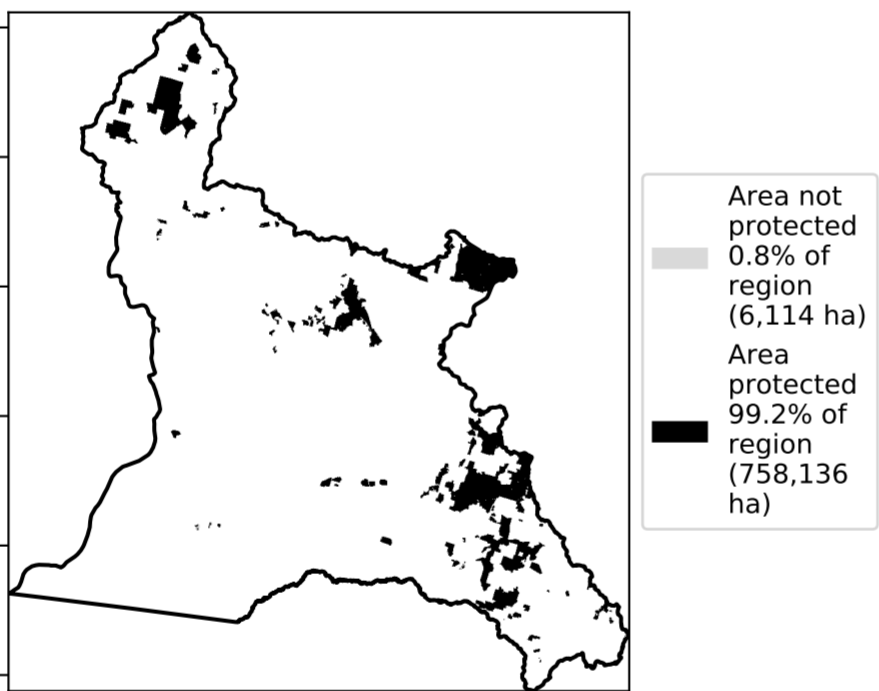 Area not
protected
0.8% of
region
(6,114 ha)
Area
protected
99.2% of
region
(758,136
ha)